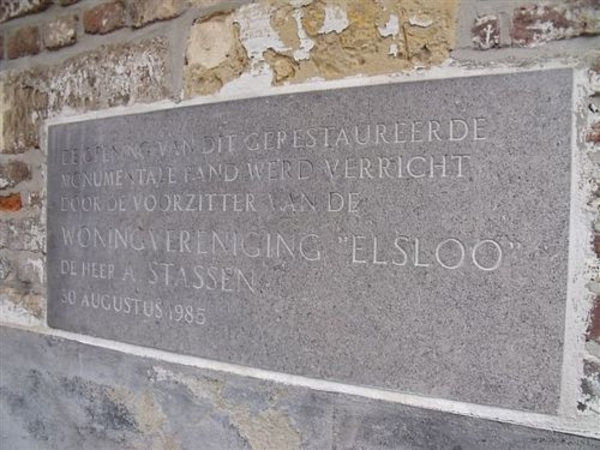 DE OPENING VAN DIT GERESTAUREERDE
MONUMENTALE PAND WERD VERRICHT
DOOR DE VOORZITTER VAN DE
WONINGVERENIGING "ELSLOO"
DE HEER A. STASSEN
30 AUGUSTUS 1985